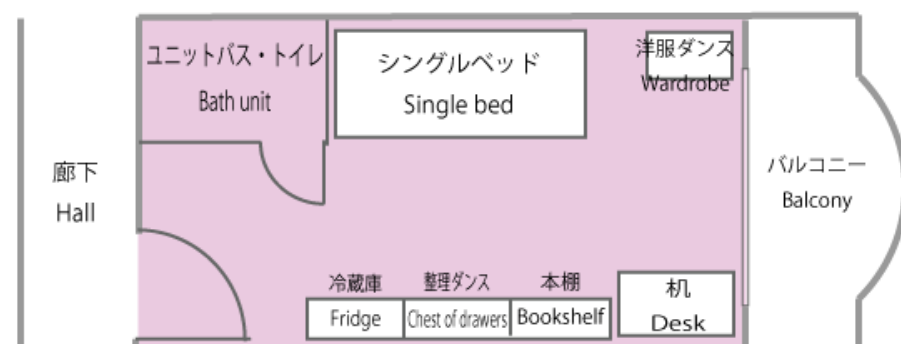 ユニットバス・トイレ
Bath unit
シングルベッド
Single bed
洋服ダンス
Wardrobe
廊下
Hall
バルコニー
Balcony
冷蔵庫
Fridge
整理ダンス
Chest of drawers
本棚
Bookshelf
机
Desk